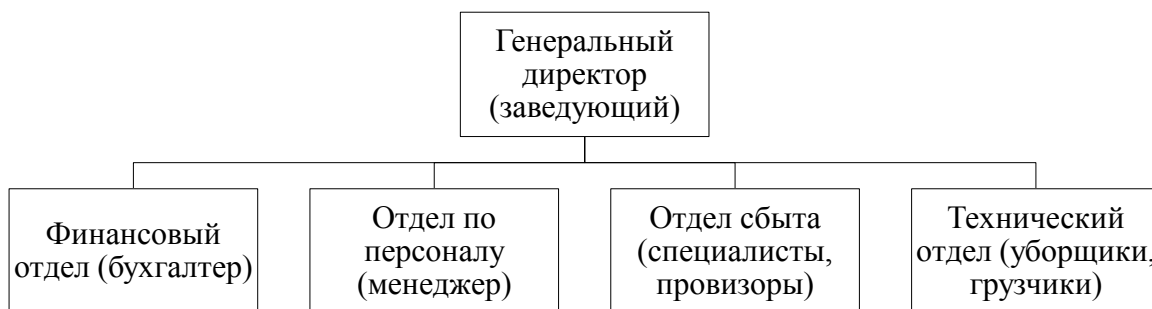 Генеральный
директор
(заведующий)
Финансовый
отдел (бухгалтер)
Отдел по
персоналу
(менеджер)
Отдел сбыта
(специалисты,
провизоры)
Технический
отдел (уборщики,
грузчики)